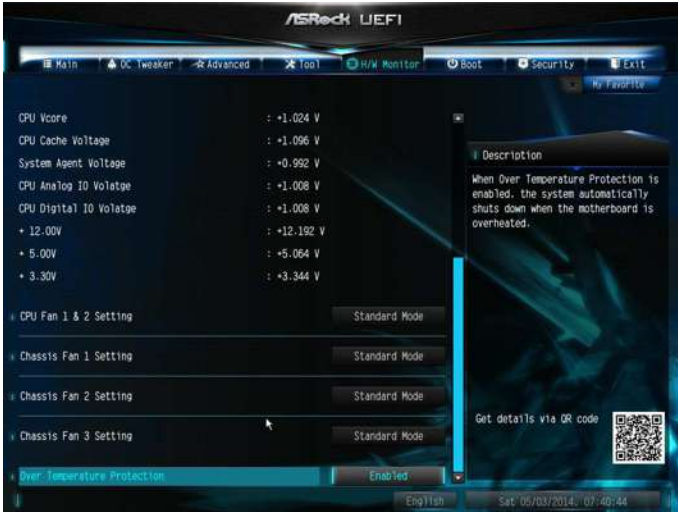 ASRock UEFI
Main OC Tweaker Advanced Tool H/W Monitor Boot Security Exit
My Favorite
CPU Vcore : +1.024 V
CPU Cache Voltage : +1.096 V
System Agent Voltage : +0.992 V
CPU Analog IO Volatge : +1.008 V
CPU Digital IO Volatge : +1.008 V
+ 12.00V : +12.192 V
+ 5.00V : +5.064 V
+ 3.30V : +3.344 V
CPU Fan 1 & 2 Setting Standard Mode
Chassis Fan 1 Setting Standard Mode
Chassis Fan 2 Setting Standard Mode
Chassis Fan 3 Setting Standard Mode
Over Temperature Protection Enabled
Description
When Over Temperature Protection is
enabled, the system automatically
shuts down when the motherboard is
overheated.
Get details via QR code
English Sat 05/03/2014, 07:40:44